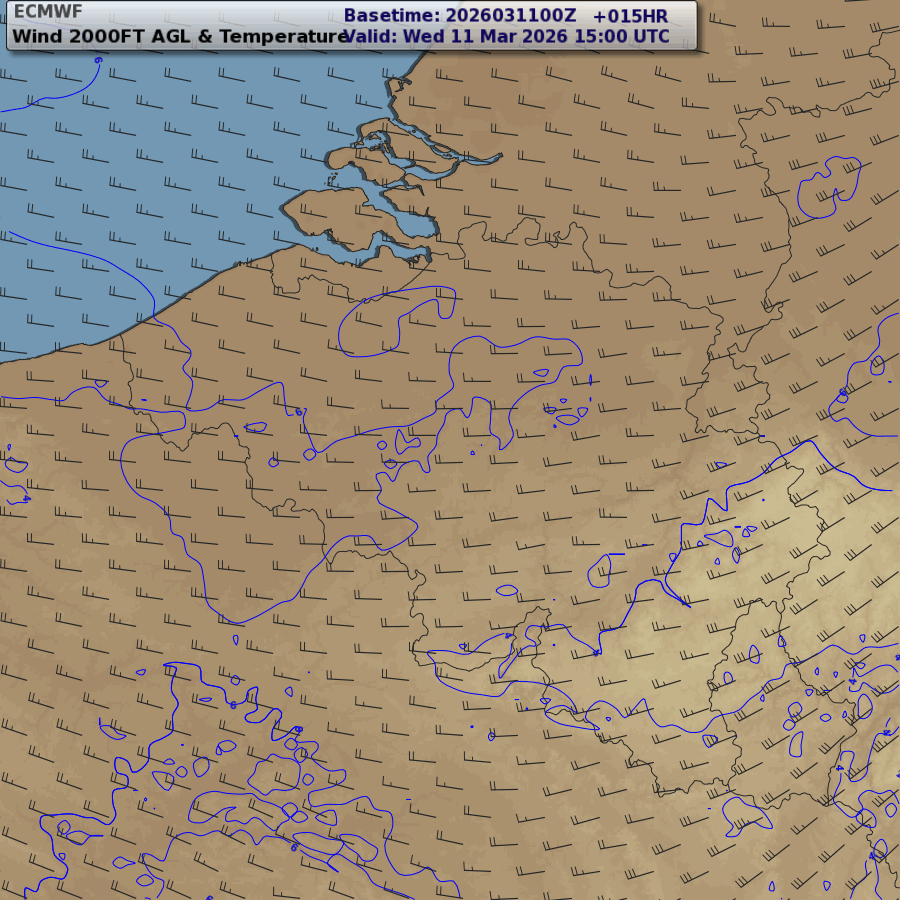 ECMWF
Basetime: 2026031100Z +015HR
Wind 2000FT AGL & Temperature
Valid: Wed 11 Mar 2026 15:00 UTC